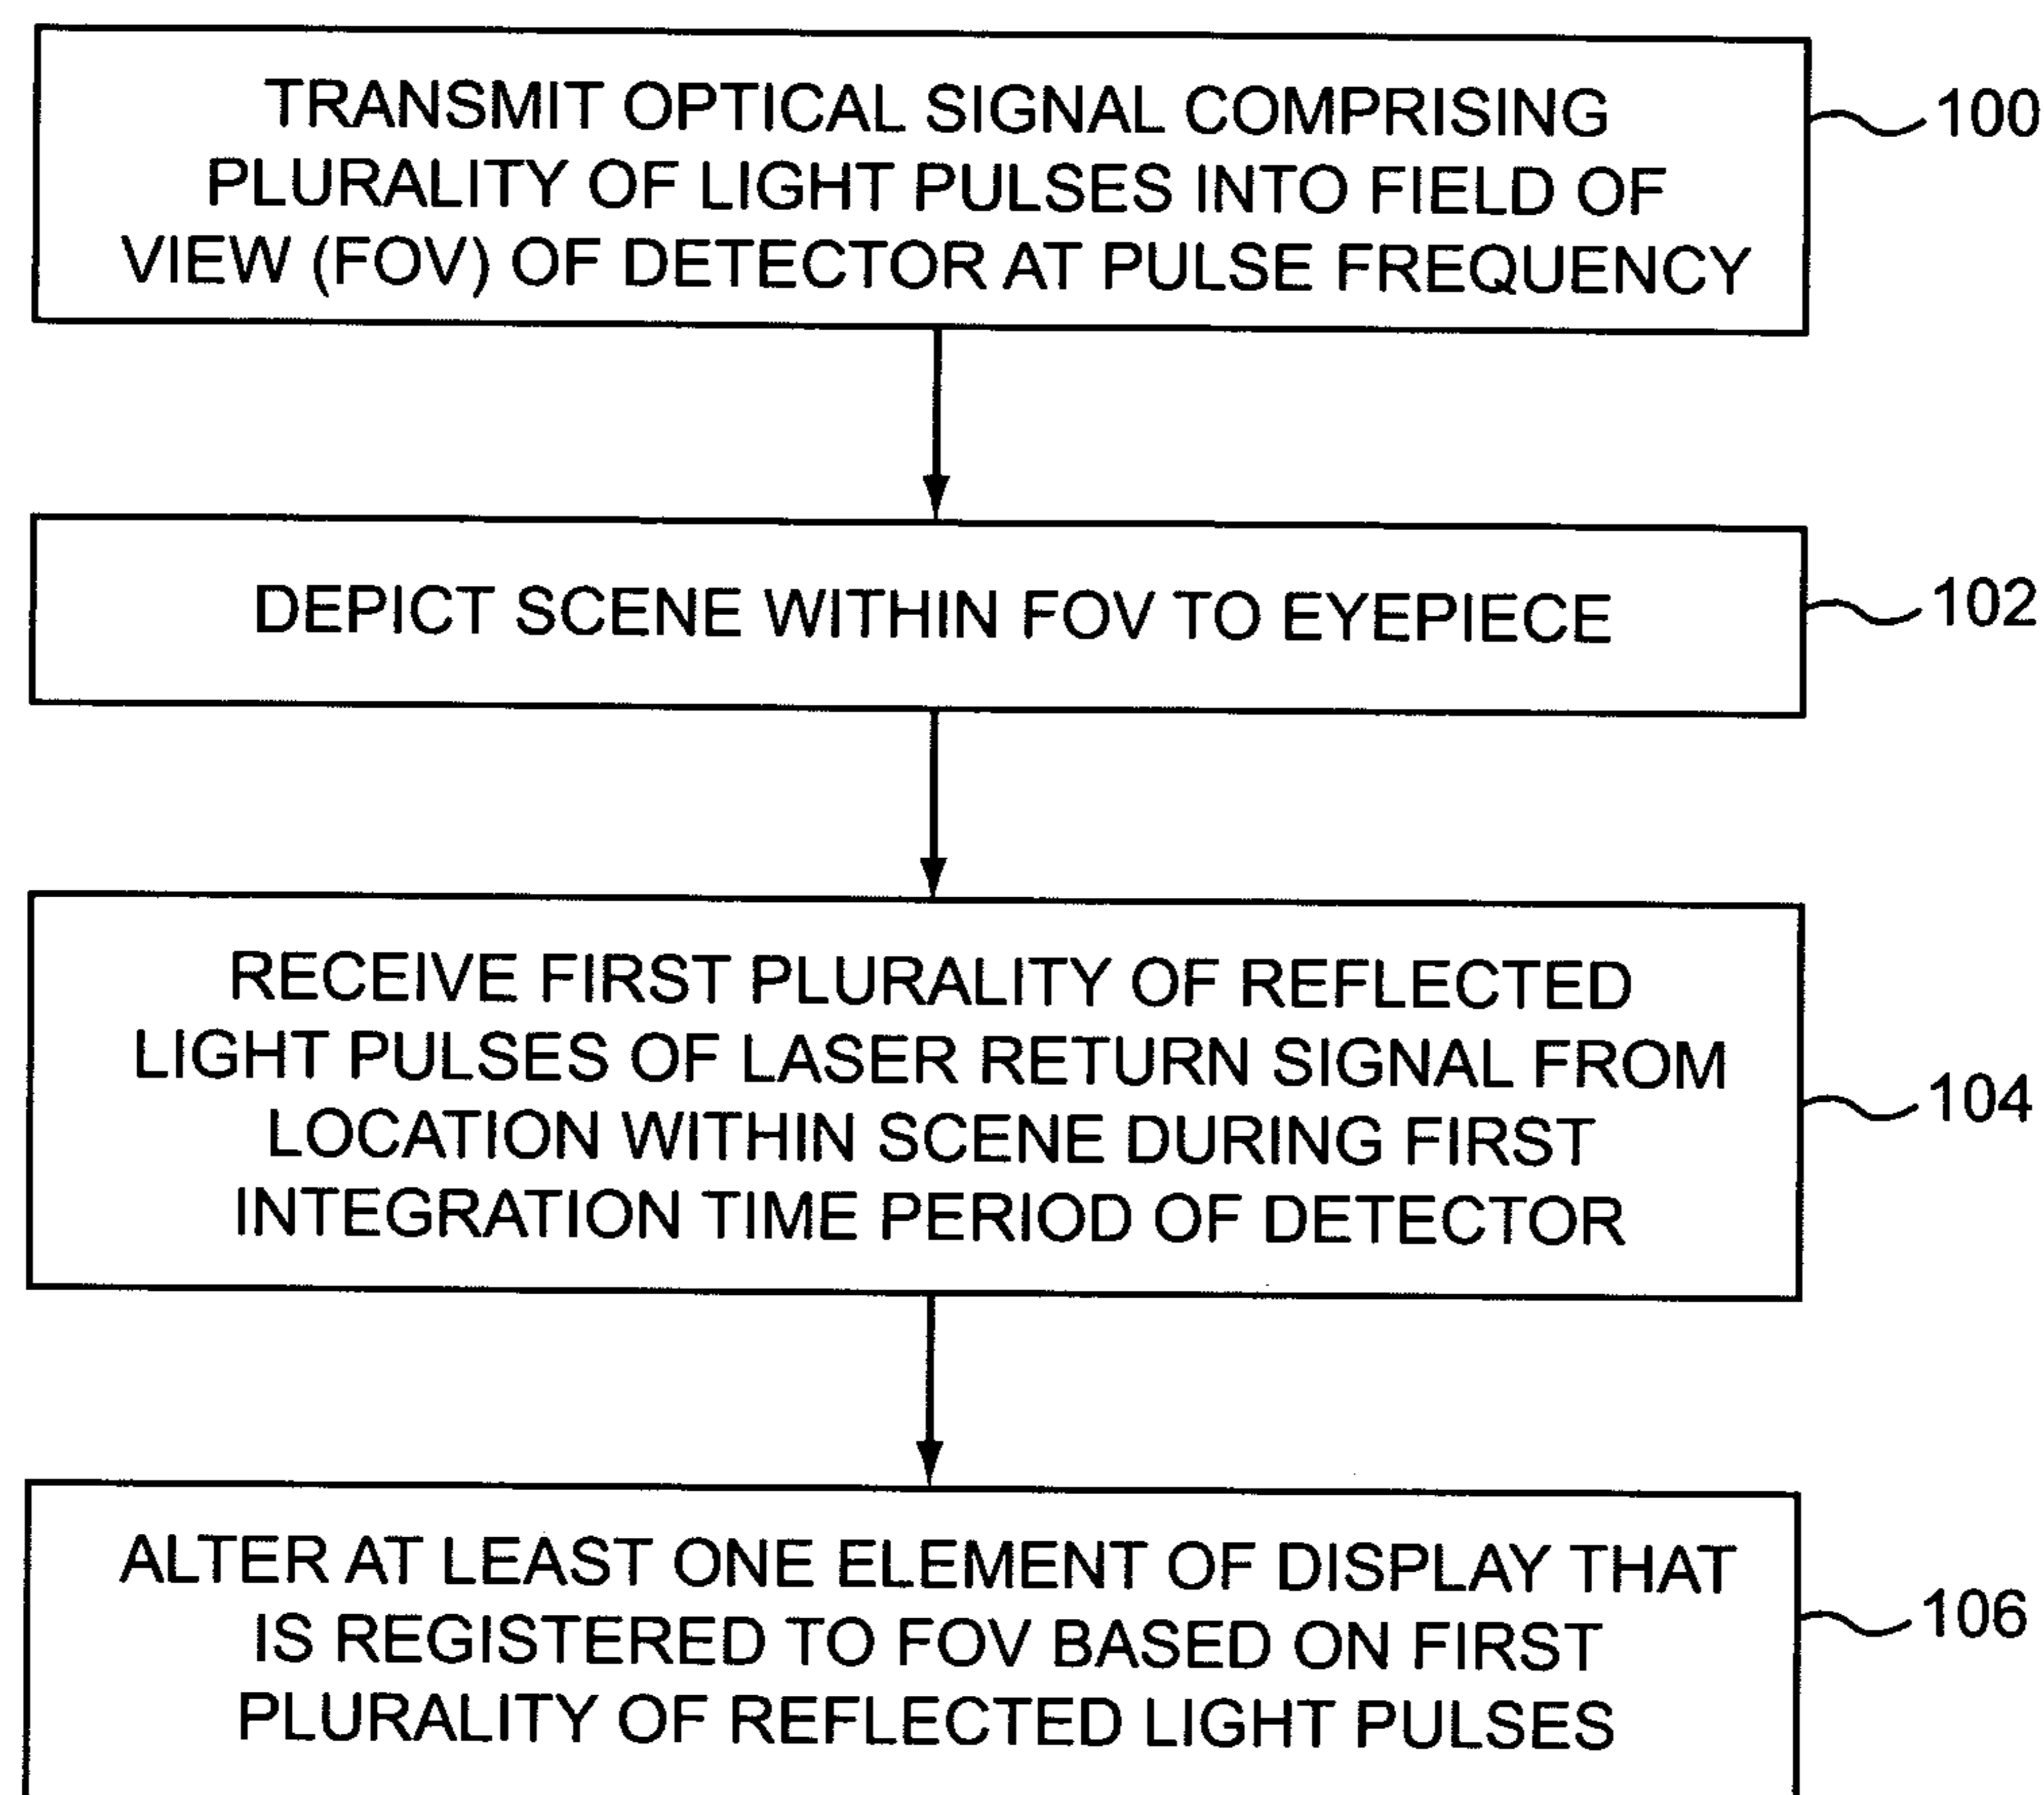 TRANSMIT OPTICAL SIGNAL COMPRISING
PLURALITY OF LIGHT PULSES INTO FIELD OF
VIEW (FOV) OF DETECTOR AT PULSE FREQUENCY
100
DEPICT SCENE WITHIN FOV TO EYEPIECE
102
RECEIVE FIRST PLURALITY OF REFLECTED
LIGHT PULSES OF LASER RETURN SIGNAL FROM
LOCATION WITHIN SCENE DURING FIRST
INTEGRATION TIME PERIOD OF DETECTOR
104
ALTER AT LEAST ONE ELEMENT OF DISPLAY THAT
IS REGISTERED TO FOV BASED ON FIRST
PLURALITY OF REFLECTED LIGHT PULSES
106